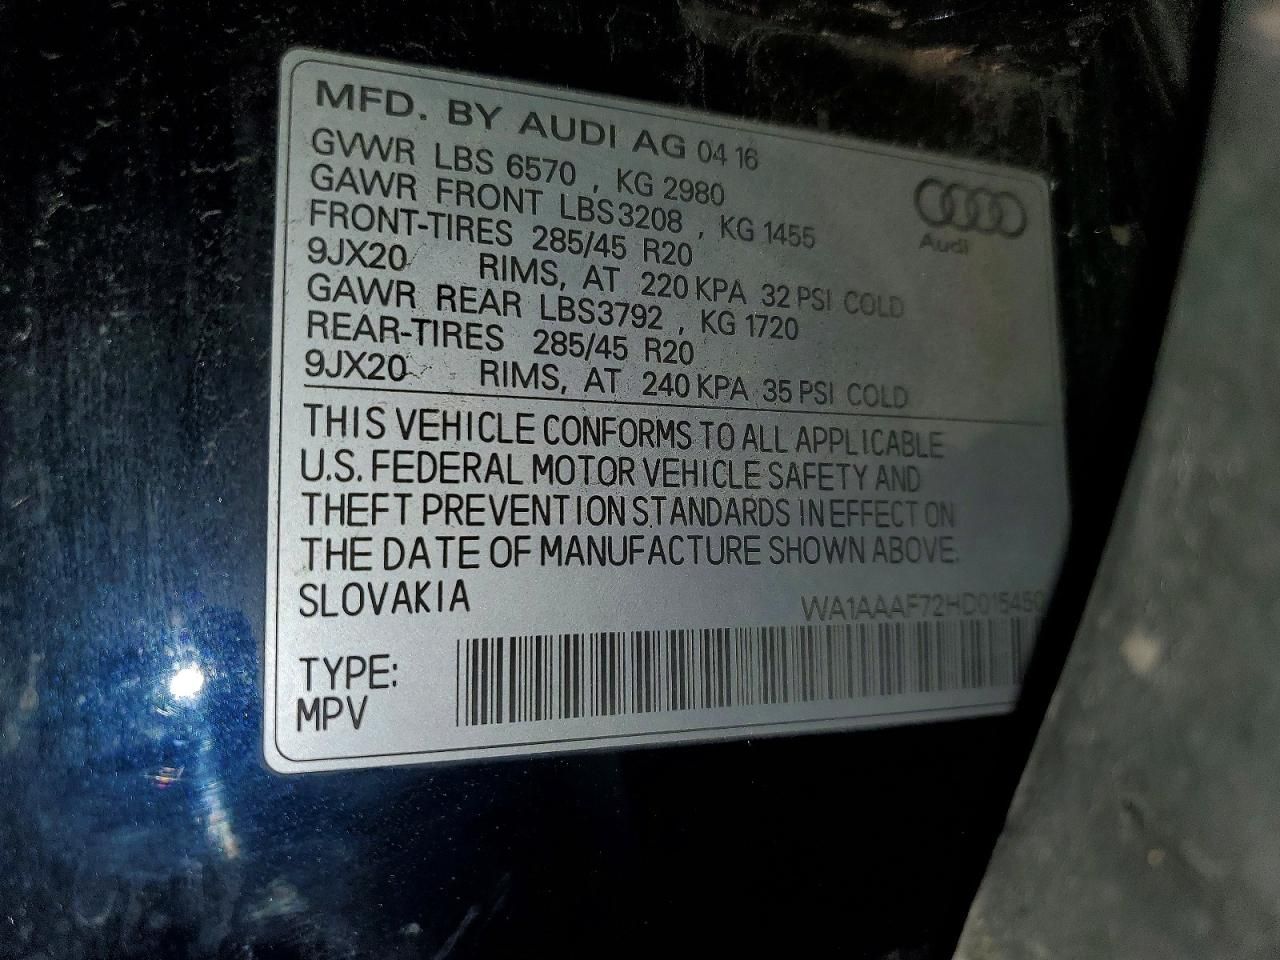 MFD. BY AUDI AG 04 16
GVWR LBS 6570 , KG 2980
GAWR FRONT LBS3208 , KG 1455
FRONT-TIRES 285/45 R20
9JX20 RIMS, AT 220 KPA 32 PSI COLD
GAWR REAR LBS3792 , KG 1720
REAR-TIRES 285/45 R20
9JX20 RIMS, AT 240 KPA 35 PSI COLD
Audi
THIS VEHICLE CONFORMS TO ALL APPLICABLE
U.S. FEDERAL MOTOR VEHICLE SAFETY AND
THEFT PREVENTION STANDARDS IN EFFECT ON
THE DATE OF MANUFACTURE SHOWN ABOVE.
SLOVAKIA
TYPE:
MPV